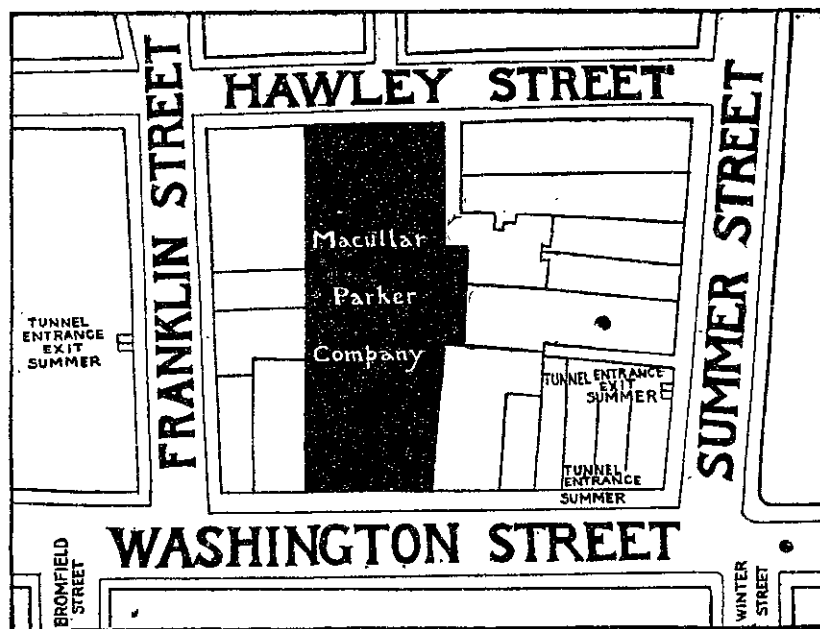 HAWLEY STREET
FRANKLIN STREET
SUMMER STREET
Macullar
Parker
Company
TUNNEL
ENTRANCE
EXIT
SUMMER
TUNNEL ENTRANCE
EXIT
SUMMER
TUNNEL
ENTRANCE
SUMMER
WASHINGTON STREET
BROMFIELD
STREET
WINTER
STREET